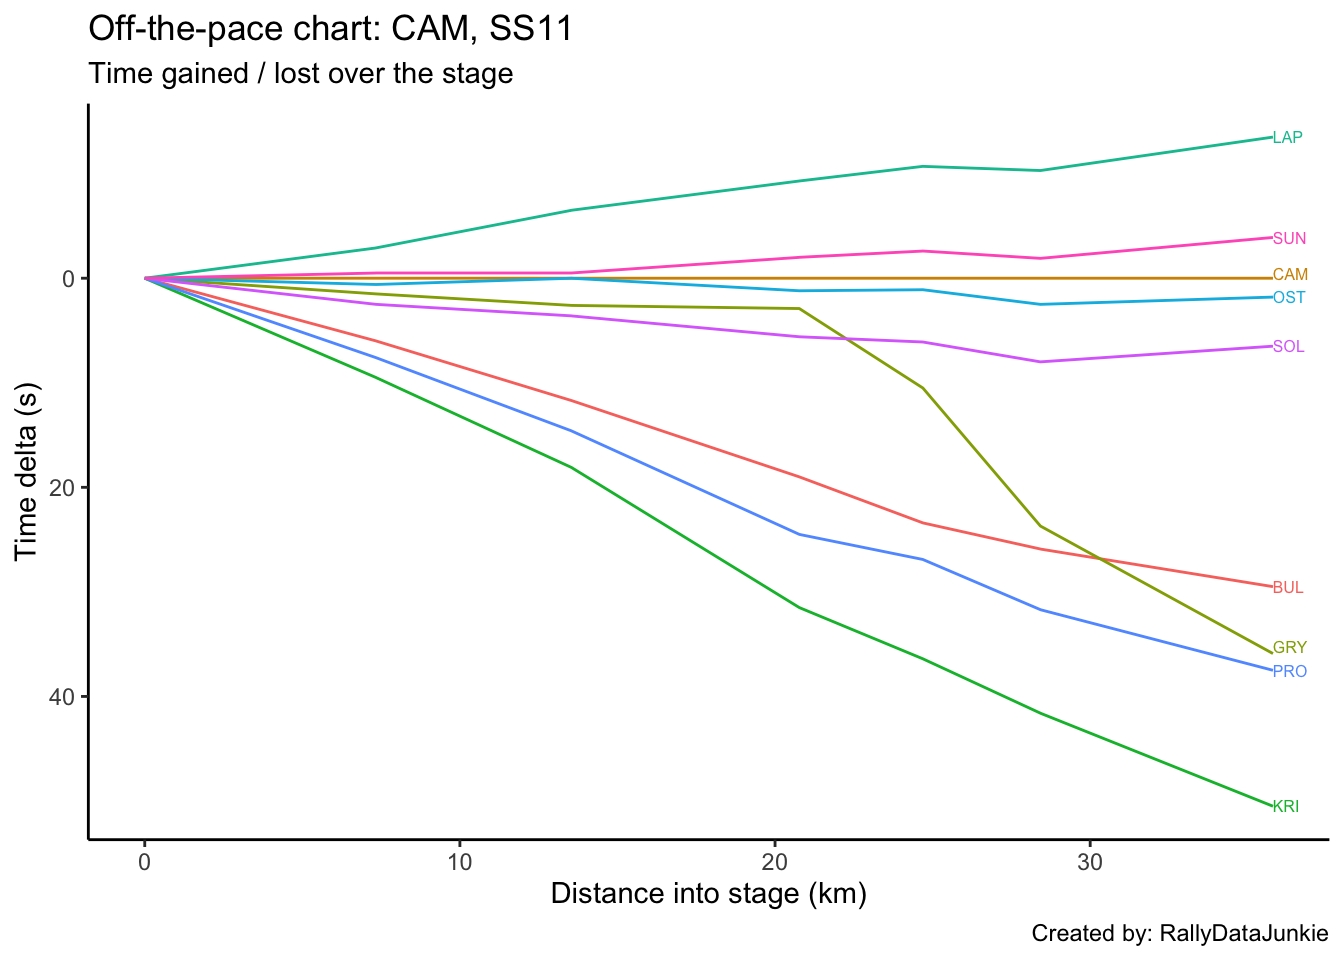 Off-the-pace chart: CAM, SS11
Time gained / lost over the stage
LAP
SUN
0
CAM
OST
SOL
Time delta (s)
20
BUL
GRY
PRO
40
KRI
0 10 20 30
Distance into stage (km)
Created by: RallyDataJunkie